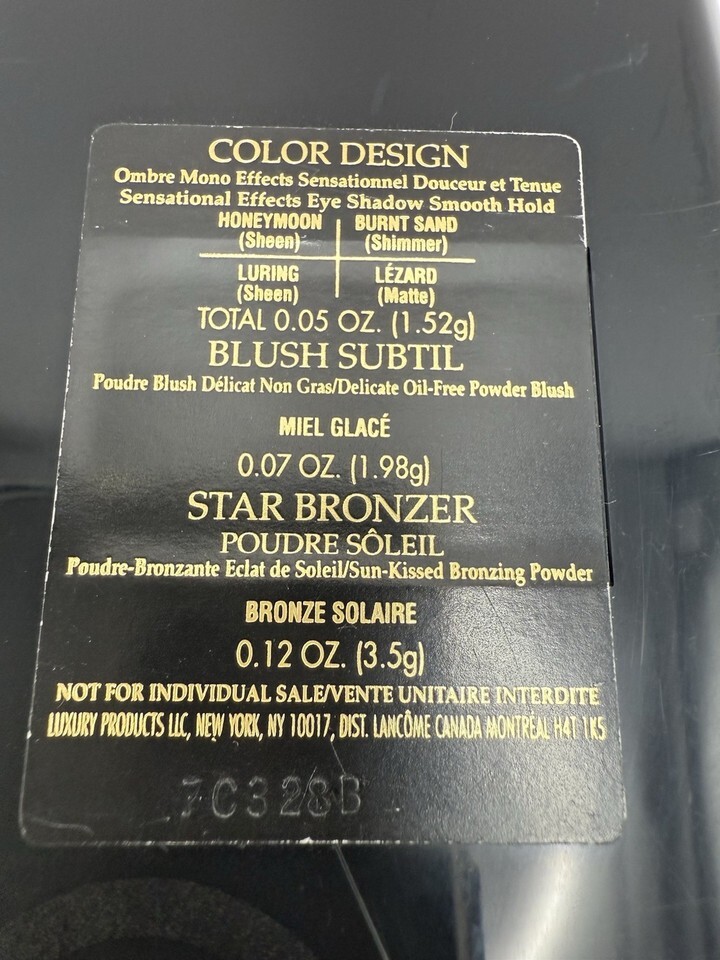 COLOR DESIGN
Ombre Mono Effects Sensationnel Douceur et Tenue
Sensational Effects Eye Shadow Smooth Hold
HONEYMOON BURNT SAND
(Sheen) (Shimmer)
LURING LÉZARD
(Sheen) (Matte)
TOTAL 0.05 OZ. (1.52g)
BLUSH SUBTIL
Poudre Blush Délicat Non Gras/Delicate Oil-Free Powder Blush
MIEL GLACÉ
0.07 OZ. (1.98g)
STAR BRONZER
POUDRE SÔLEIL
Poudre-Bronzante Eclat de Soleil/Sun-Kissed Bronzing Powder
BRONZE SOLAIRE
0.12 OZ. (3.5g)
NOT FOR INDIVIDUAL SALE/VENTE UNITAIRE INTERDITE
LUXURY PRODUCTS LLC, NEW YORK, NY 10017, DIST. LANCÔME CANADA MONTRÉAL H4T 1K5
7C328B